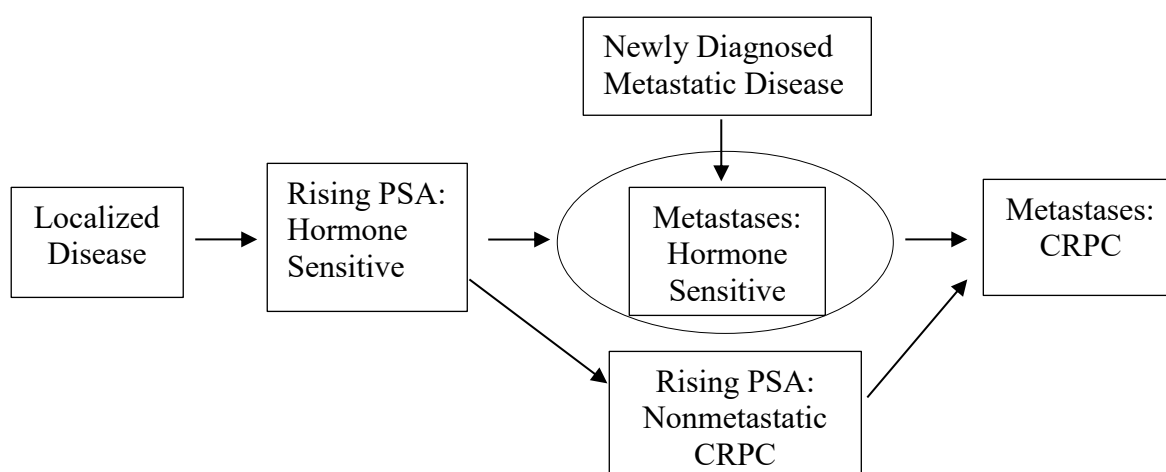 Newly Diagnosed
Metastatic Disease
Localized
Disease
Rising PSA:
Hormone
Sensitive
Metastases:
Hormone
Sensitive
Metastases:
CRPC
Rising PSA:
Nonmetastatic
CRPC